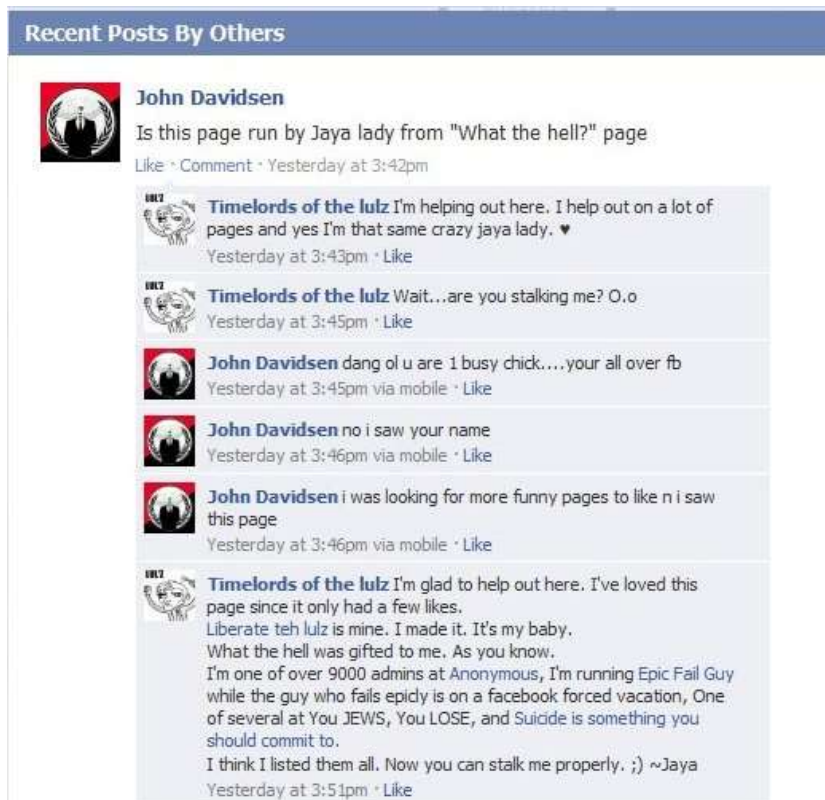 Recent Posts By Others
John Davidsen
Is this page run by Jaya lady from "What the hell?" page
Like · Comment · Yesterday at 3:42pm
LULZ
Timelords of the lulz I'm helping out here. I help out on a lot of
pages and yes I'm that same crazy jaya lady. ♥
Yesterday at 3:43pm · Like
LULZ
Timelords of the lulz Wait...are you stalking me? O.o
Yesterday at 3:45pm · Like
John Davidsen dang ol u are 1 busy chick....your all over fb
Yesterday at 3:45pm via mobile · Like
John Davidsen no i saw your name
Yesterday at 3:46pm via mobile · Like
John Davidsen i was looking for more funny pages to like n i saw
this page
Yesterday at 3:46pm via mobile · Like
LULZ
Timelords of the lulz I'm glad to help out here. I've loved this
page since it only had a few likes.
Liberate teh lulz is mine. I made it. It's my baby.
What the hell was gifted to me. As you know.
I'm one of over 9000 admins at Anonymous, I'm running Epic Fail Guy
while the guy who fails epicly is on a facebook forced vacation, One
of several at You JEWS, You LOSE, and Suicide is something you
should commit to.
I think I listed them all. Now you can stalk me properly. ;) ~Jaya
Yesterday at 3:51pm · Like